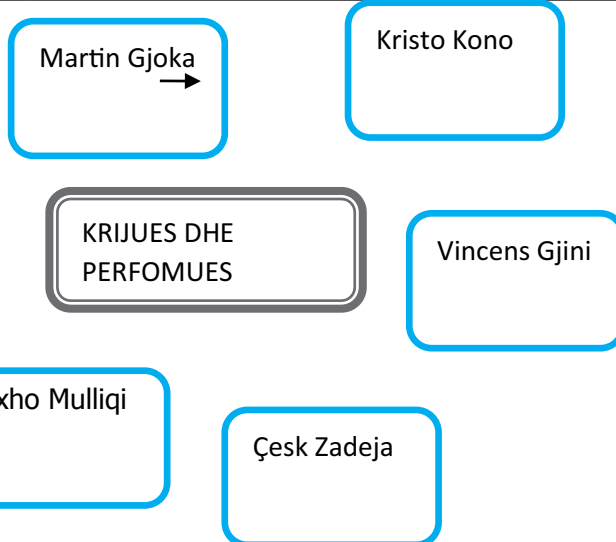 Martin Gjoka
Kristo Kono
KRIJUES DHE
PERFOMUES
Vincens Gjini
xho Mulliqi
Çesk Zadeja